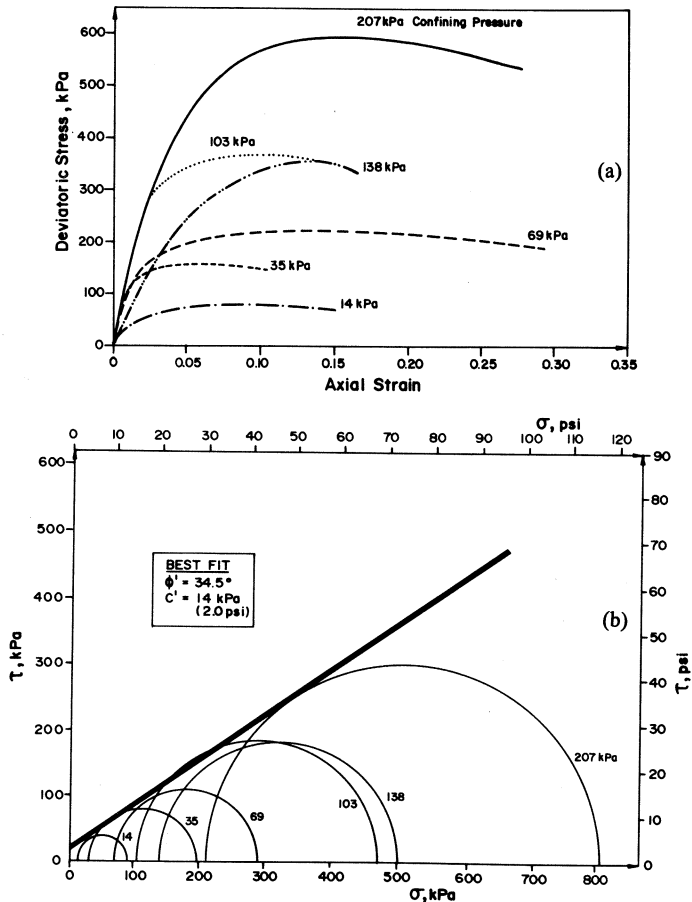 207kPa Confining Pressure
600
500
400
300
200
100
0
Deviatoric Stress, kPa
103 kPa
138 kPa
(a)
69 kPa
35 kPa
14 kPa
0
0.05
0.10
0.15
0.20
0.25
0.30
0.35
Axial Strain
σ, psi
0 10 20 30 40 50 60 70 80 90 100 110 120
600
500
400
300
200
100
0
τ, kPa
90
80
70
60
50
40
30
20
10
0
τ, psi
BEST FIT
ϕ' = 34.5°
C' = 14 kPa
(2.0 psi)
(b)
207 kPa
14
35
69
103
138
0 100 200 300 400 500 600 700 800
σ, kPa